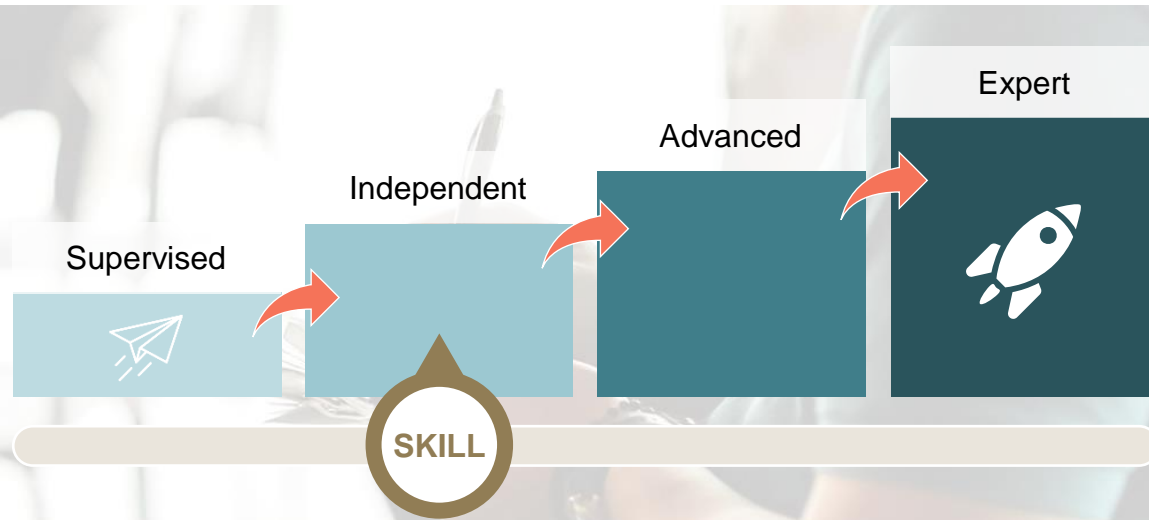 Supervised
Independent
Advanced
Expert
SKILL